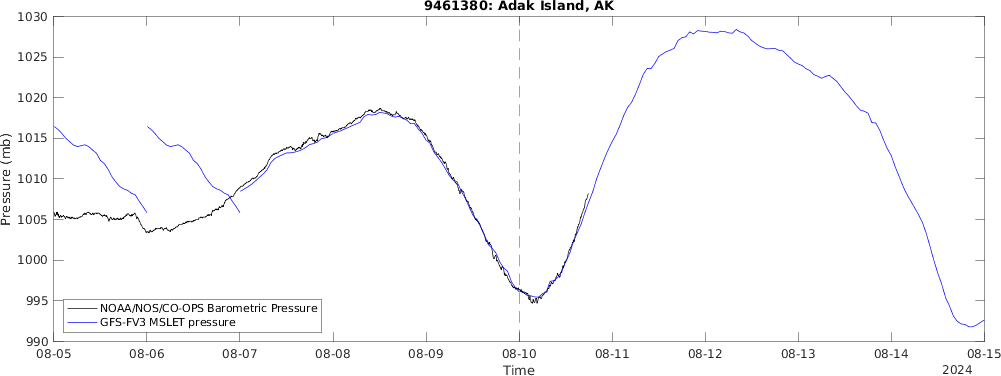 9461380: Adak Island, AK
1030
1025
1020
1015
1010
1005
1000
995
990
Pressure (mb)
NOAA/NOS/CO-OPS Barometric Pressure
GFS-FV3 MSLET pressure
08-05 08-06 08-07 08-08 08-09 08-10 08-11 08-12 08-13 08-14 08-15
Time
2024